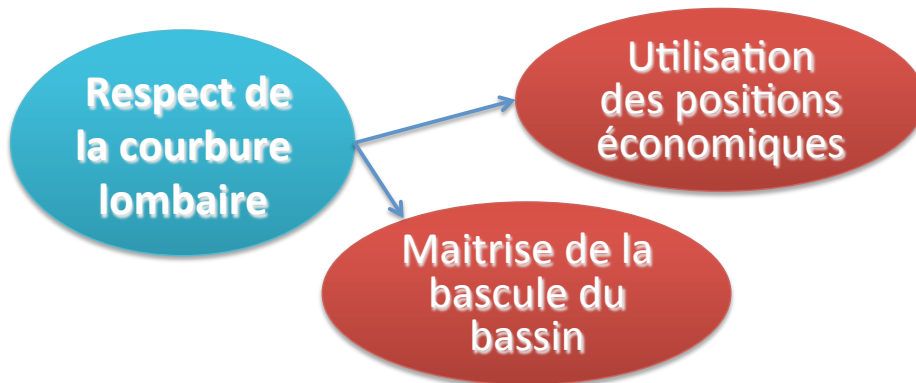 Respect de
la courbure
lombaire
Utilisation
des positions
économiques
Maitrise de la
bascule du
bassin